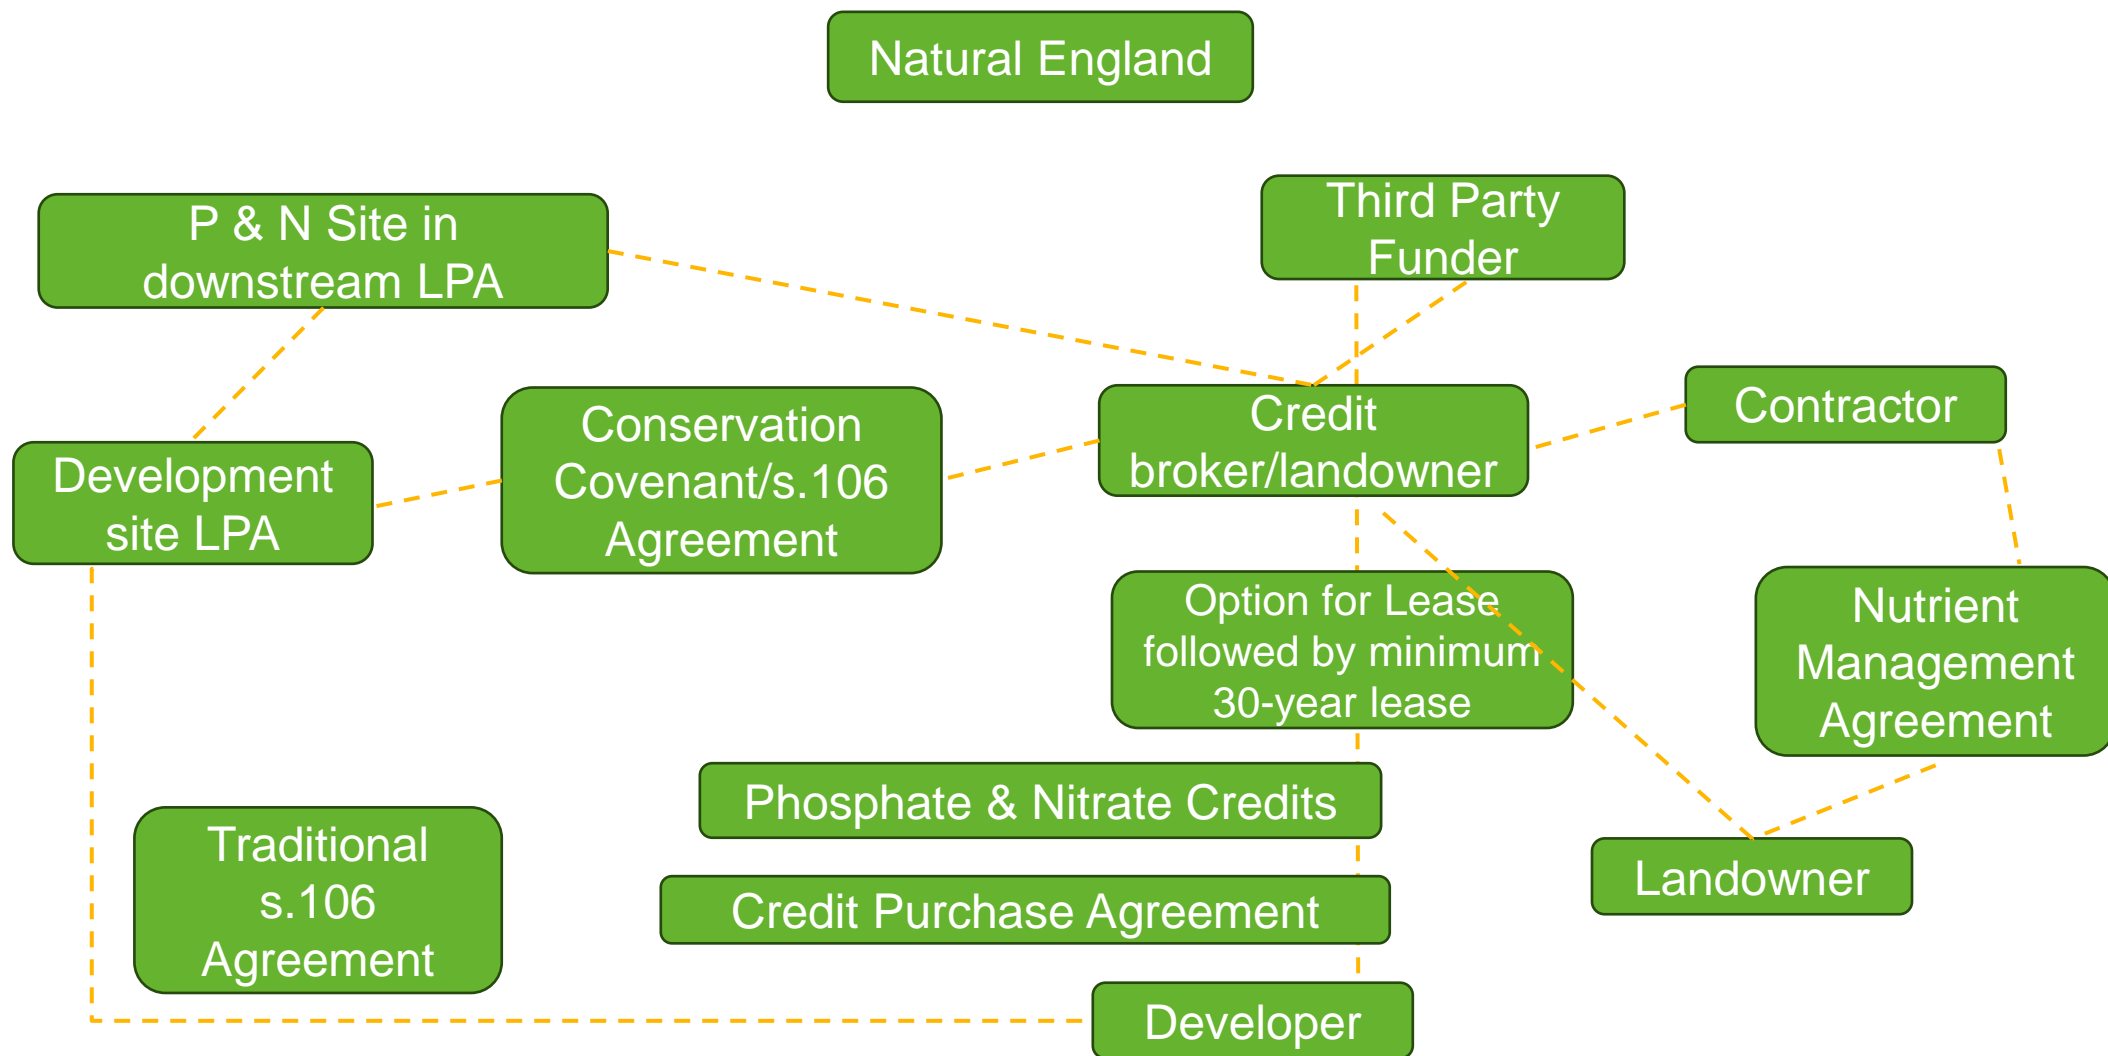 Natural England
P & N Site in
downstream LPA
Third Party
Funder
Conservation
Covenant/s.106
Agreement
Credit
broker/landowner
Contractor
Development
site LPA
Option for Lease
followed by minimum
30-year lease
Nutrient
Management
Agreement
Phosphate & Nitrate Credits
Traditional
s.106
Agreement
Credit Purchase Agreement
Landowner
Developer